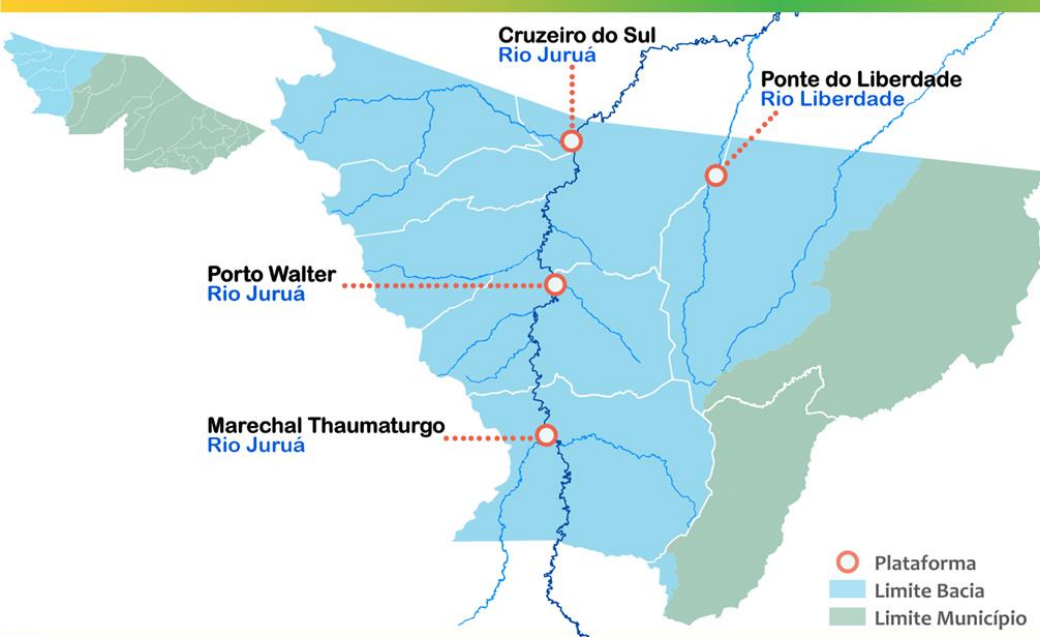 Cruzeiro do Sul
Rio Juruá
Ponte do Liberdade
Rio Liberdade
Porto Walter
Rio Juruá
Marechal Thaumaturgo
Rio Juruá
Plataforma
Limite Bacia
Limite Município